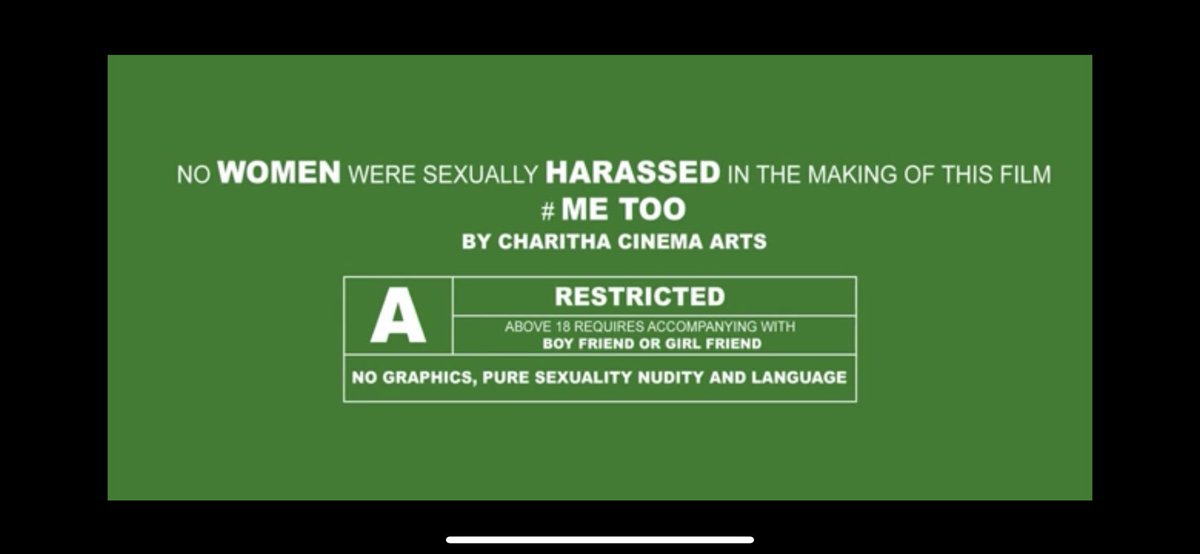 NO WOMEN WERE SEXUALLY HARASSED IN THE MAKING OF THIS FILM
# ME TOO
BY CHARITHA CINEMA ARTS
A
RESTRICTED
ABOVE 18 REQUIRES ACCOMPANYING WITH
BOY FRIEND OR GIRL FRIEND
NO GRAPHICS, PURE SEXUALITY NUDITY AND LANGUAGE